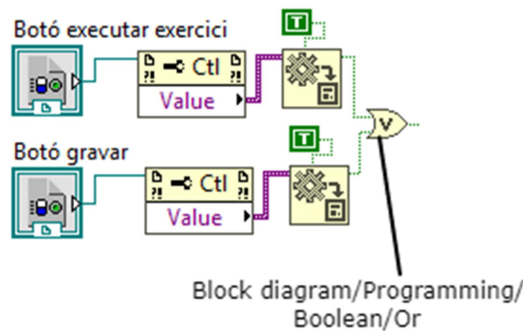 Botó executar exercici
T
Ctl
Value
V
Botó gravar
T
Ctl
Value
Block diagram/Programming/
Boolean/Or